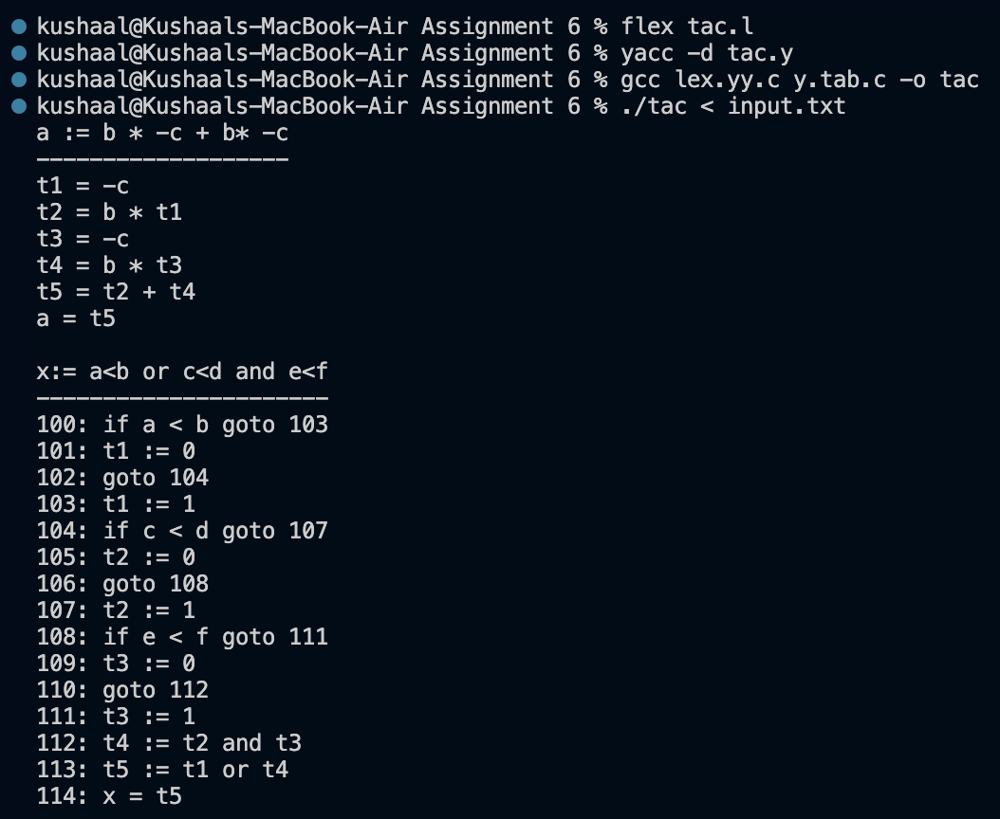 kushaal@Kushaals-MacBook-Air Assignment 6 % flex tac.l
kushaal@Kushaals-MacBook-Air Assignment 6 % yacc -d tac.y
kushaal@Kushaals-MacBook-Air Assignment 6 % gcc lex.yy.c y.tab.c -o tac
kushaal@Kushaals-MacBook-Air Assignment 6 % ./tac < input.txt
a := b * -c + b* -c
-------------------
t1 = -c
t2 = b * t1
t3 = -c
t4 = b * t3
t5 = t2 + t4
a = t5

x:= a<b or c<d and e<f
----------------------
100: if a < b goto 103
101: t1 := 0
102: goto 104
103: t1 := 1
104: if c < d goto 107
105: t2 := 0
106: goto 108
107: t2 := 1
108: if e < f goto 111
109: t3 := 0
110: goto 112
111: t3 := 1
112: t4 := t2 and t3
113: t5 := t1 or t4
114: x = t5